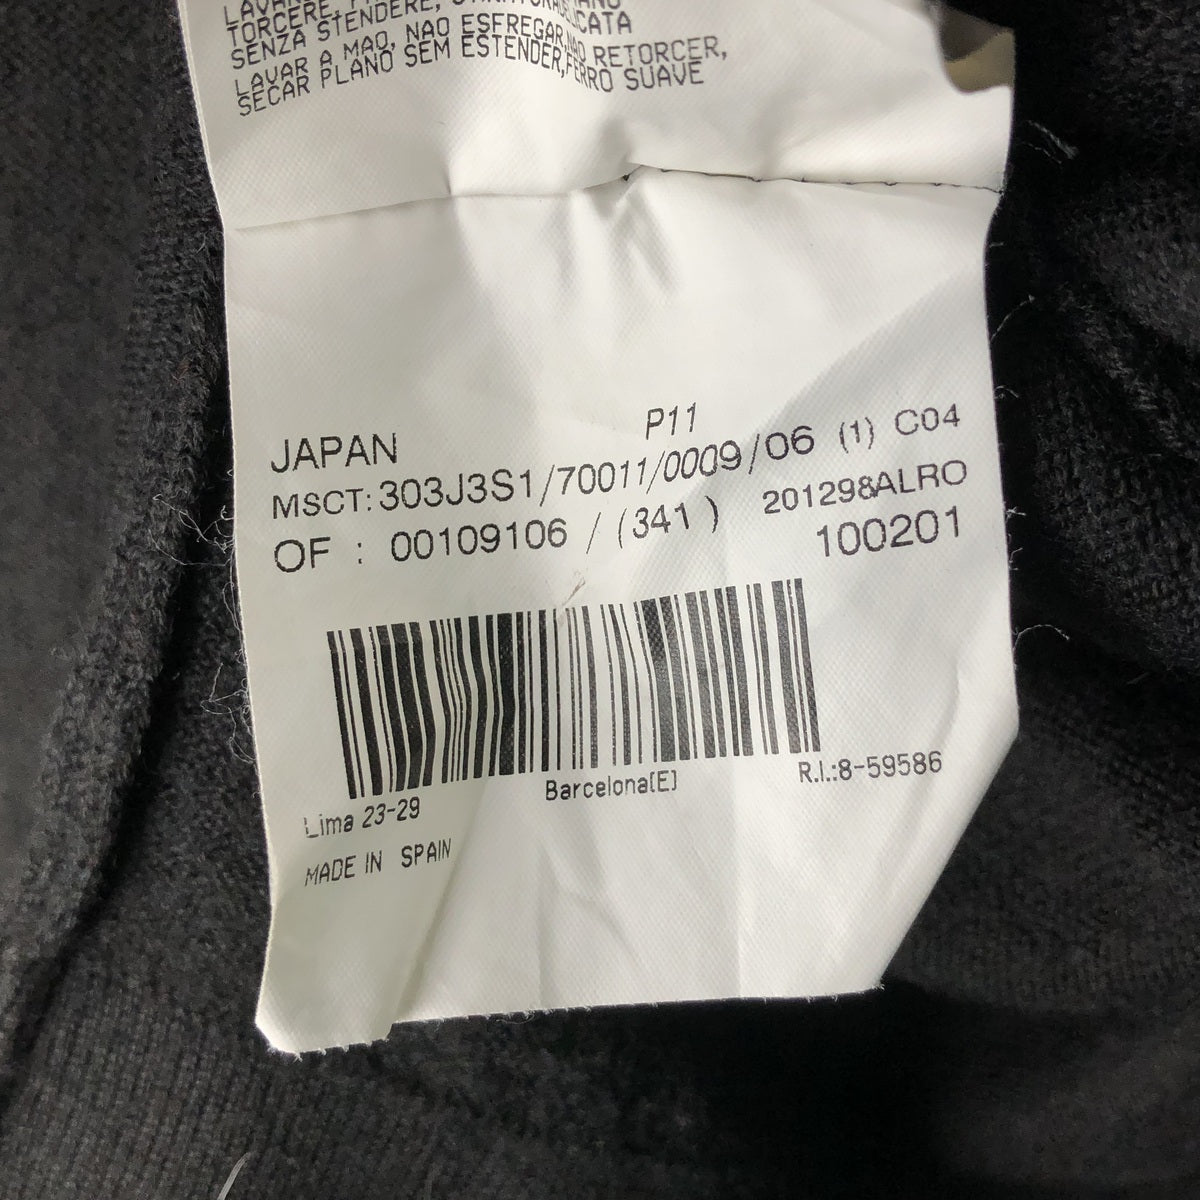 TORCERE,
SENZA STENDERE, CATA
LAVAR A MAO, NAO ESFREGAR, NAO RETORCER,
SECAR PLANO SEM ESTENDER, FERRO SUAVE
P11
JAPAN
MSCT: 303J3S1/70011/0009/06 (1) C04
OF : 00109106 / (341 ) 201298&ALRO
100201
Lima 23-29 Barcelona[E] R.I.:8-59586
MADE IN SPAIN